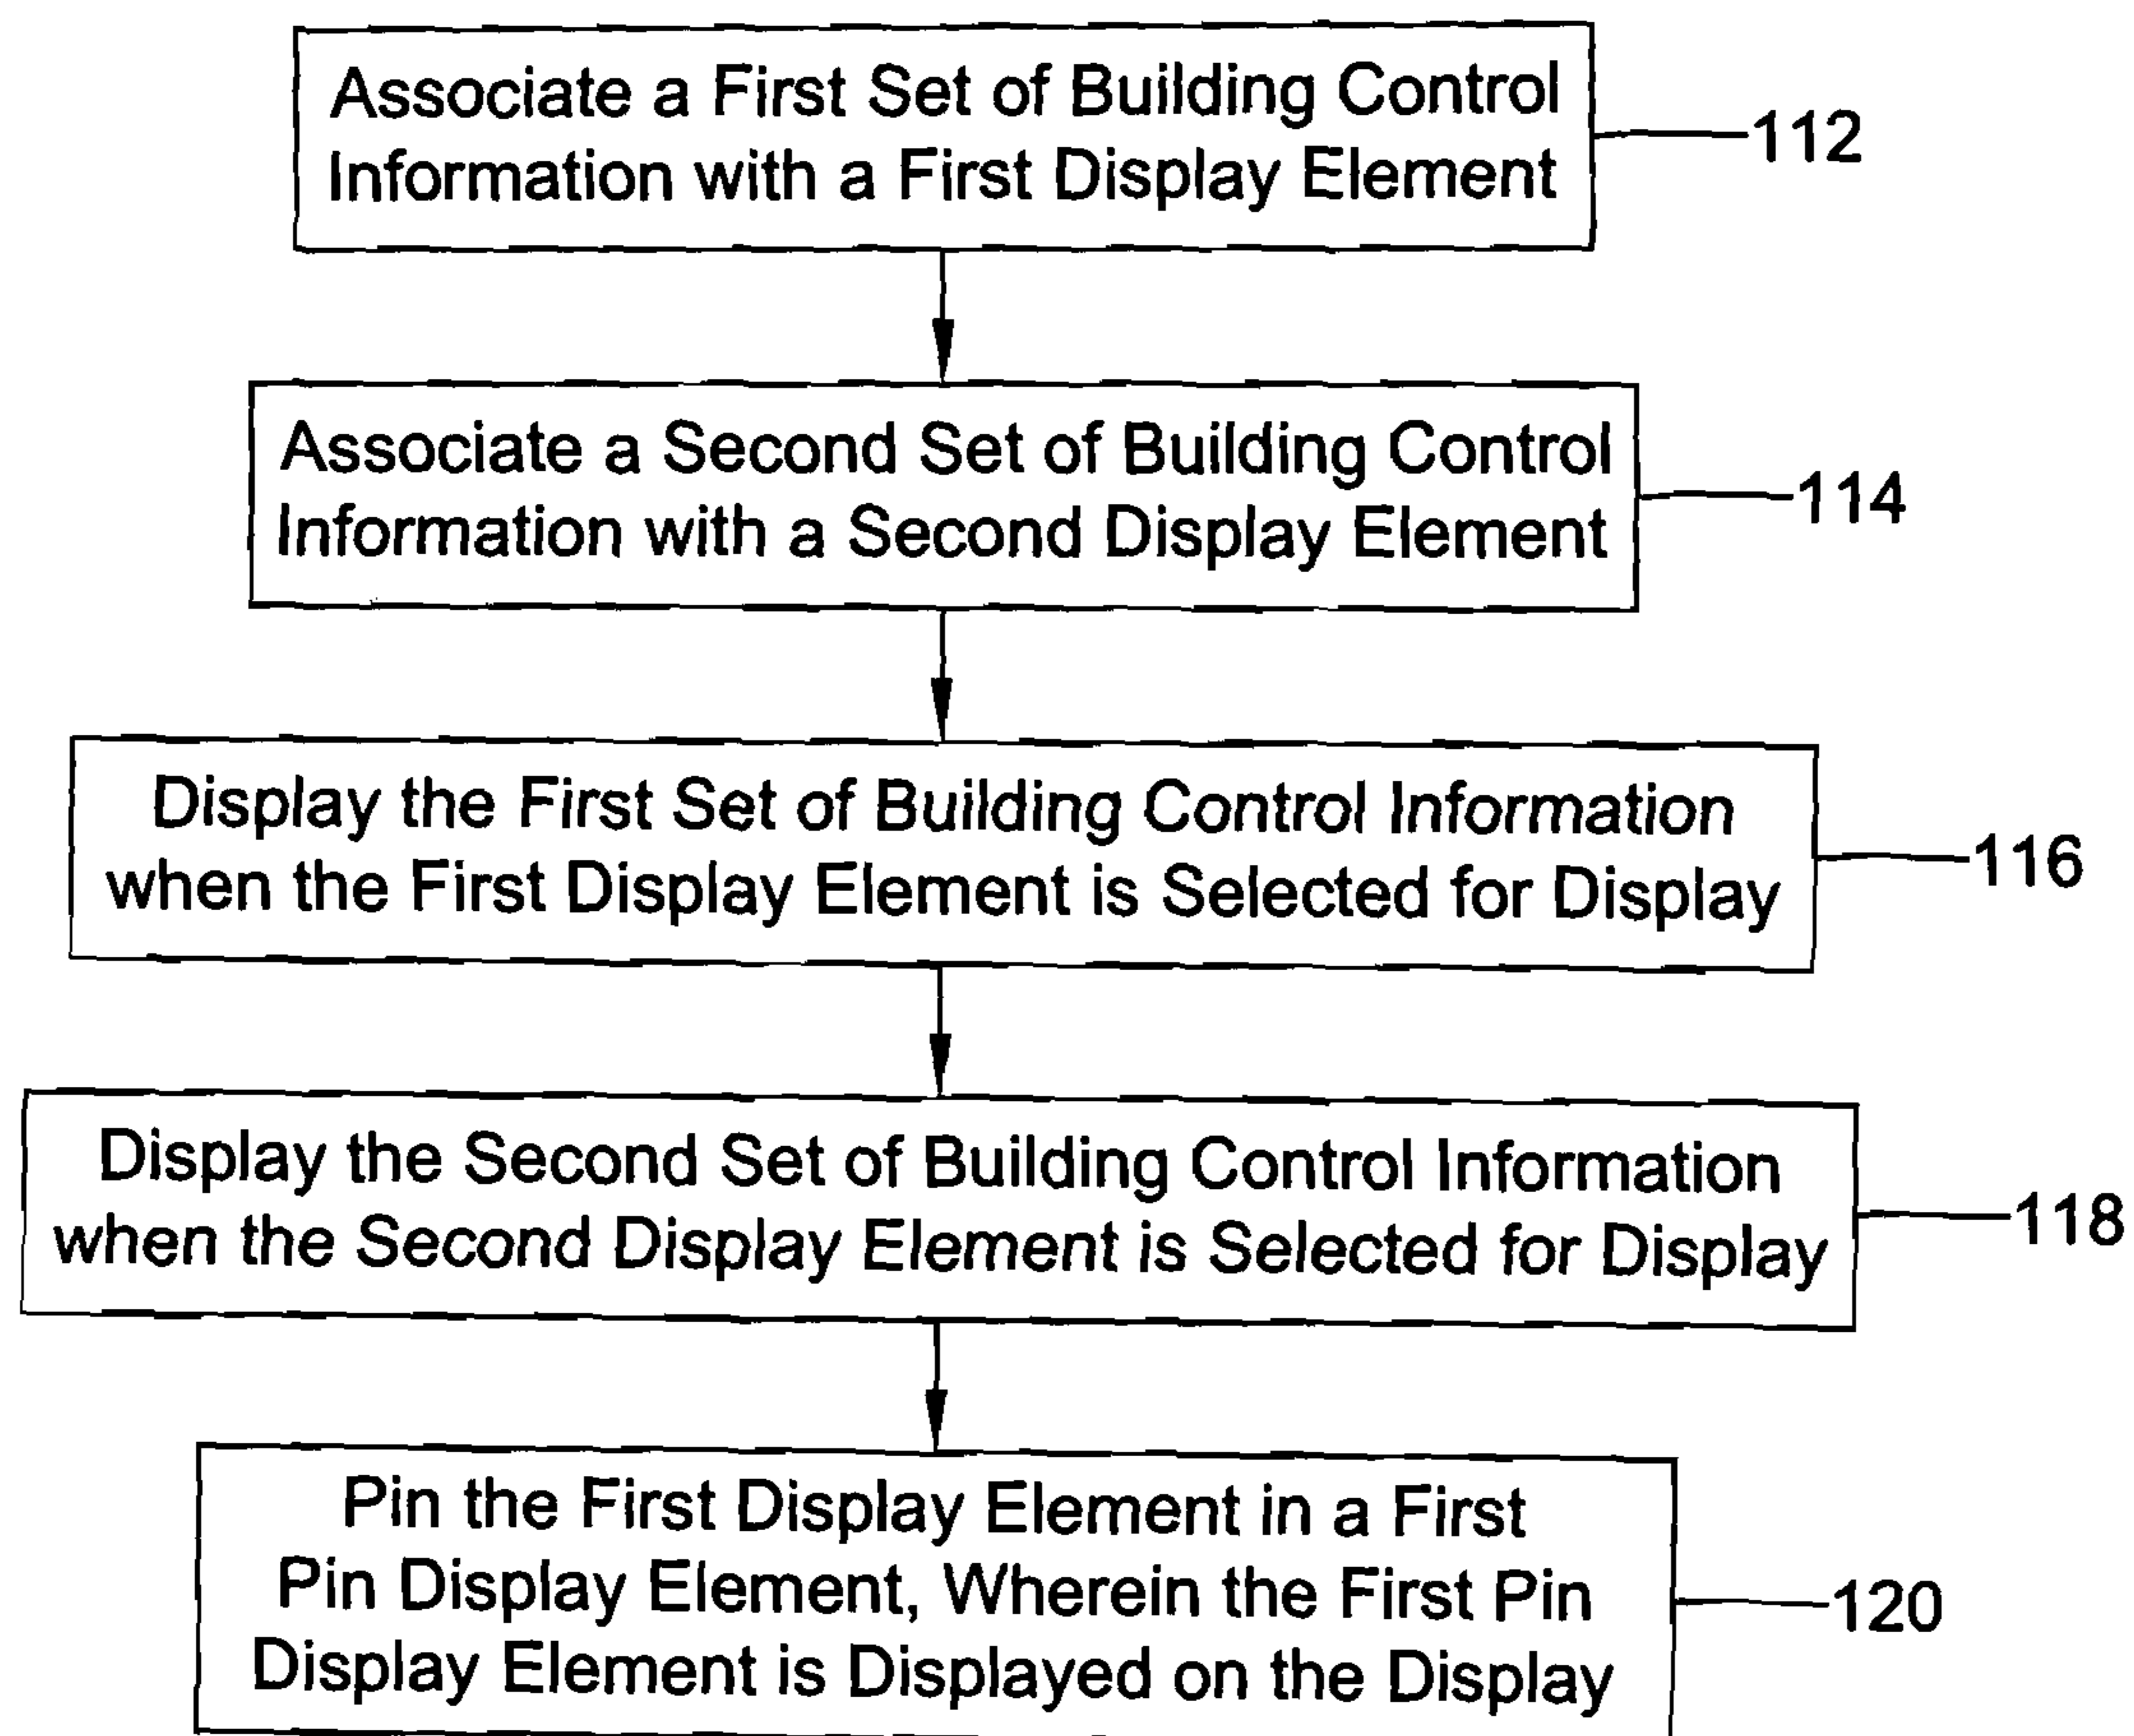 Associate a First Set of Building Control
Information with a First Display Element
112
Associate a Second Set of Building Control
Information with a Second Display Element
114
Display the First Set of Building Control Information
when the First Display Element is Selected for Display
116
Display the Second Set of Building Control Information
when the Second Display Element is Selected for Display
118
Pin the First Display Element in a First
Pin Display Element, Wherein the First Pin
Display Element is Displayed on the Display
120